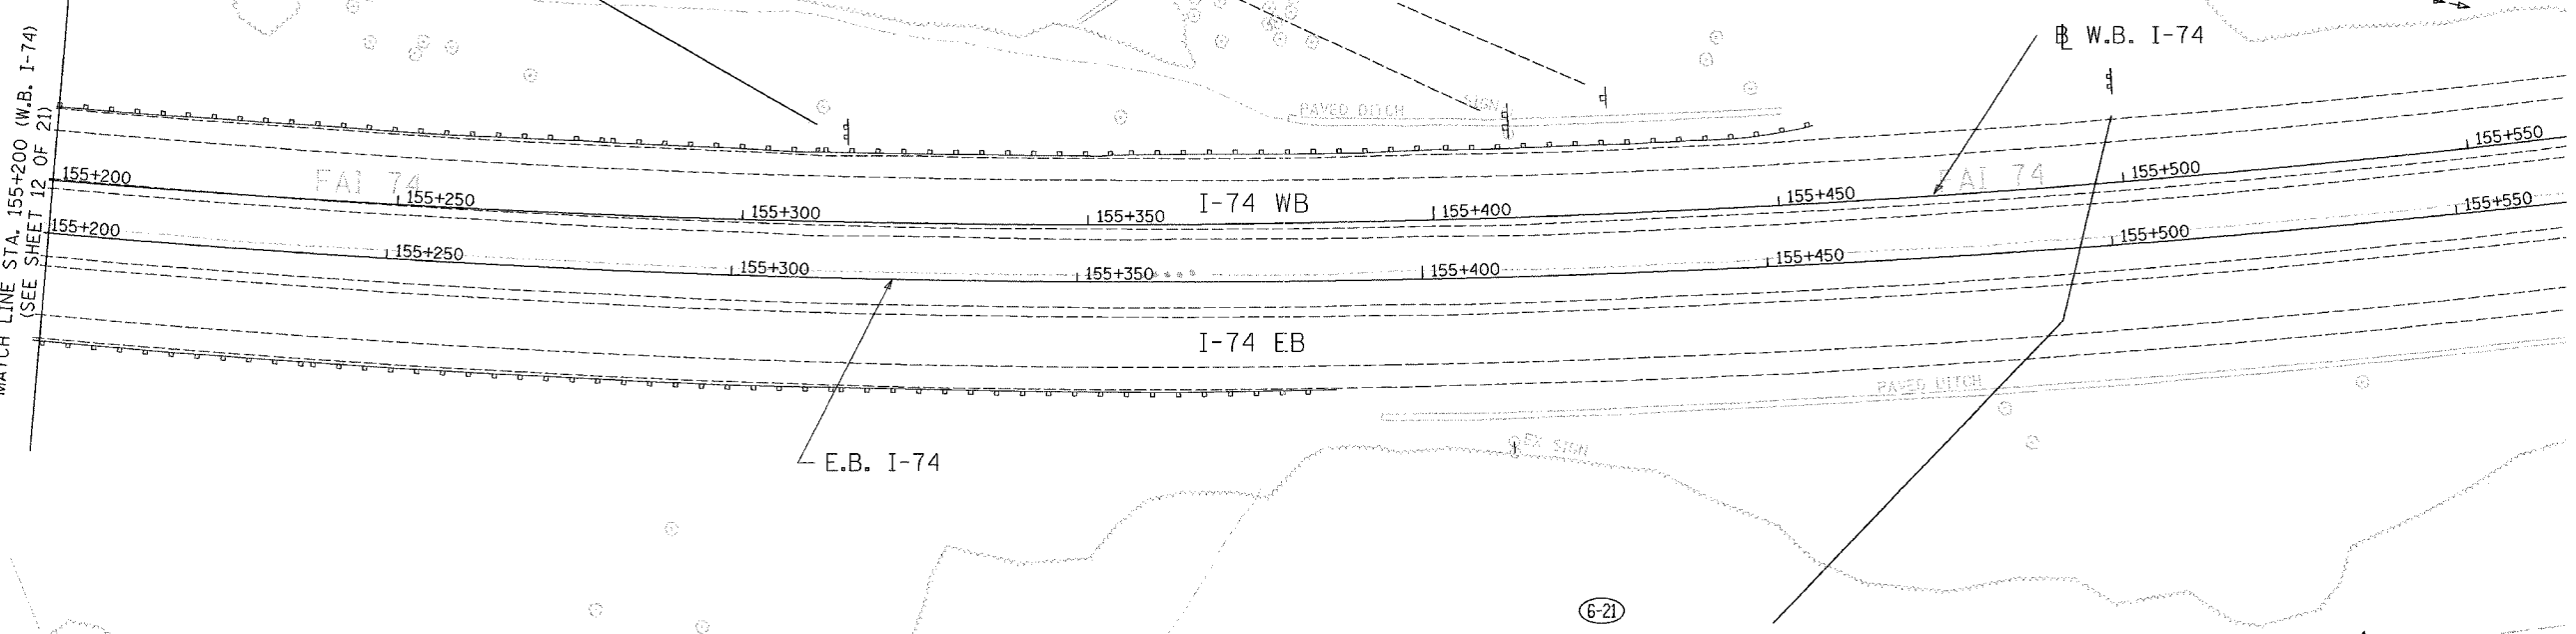 MATCH LINE STA. 155+200 (W.B. I-74)
(SEE SHEET 12 OF 21)
℄ W.B. I-74
PAVED DITCH
SIGN
FAI 74
FAI 74
155+200
155+250
155+300
155+350
I-74 WB
155+400
155+450
155+500
155+550
155+200
155+250
155+300
155+350
155+400
155+450
155+500
155+550
I-74 EB
PAVED DITCH
E.B. I-74
EX SIGN
6-21